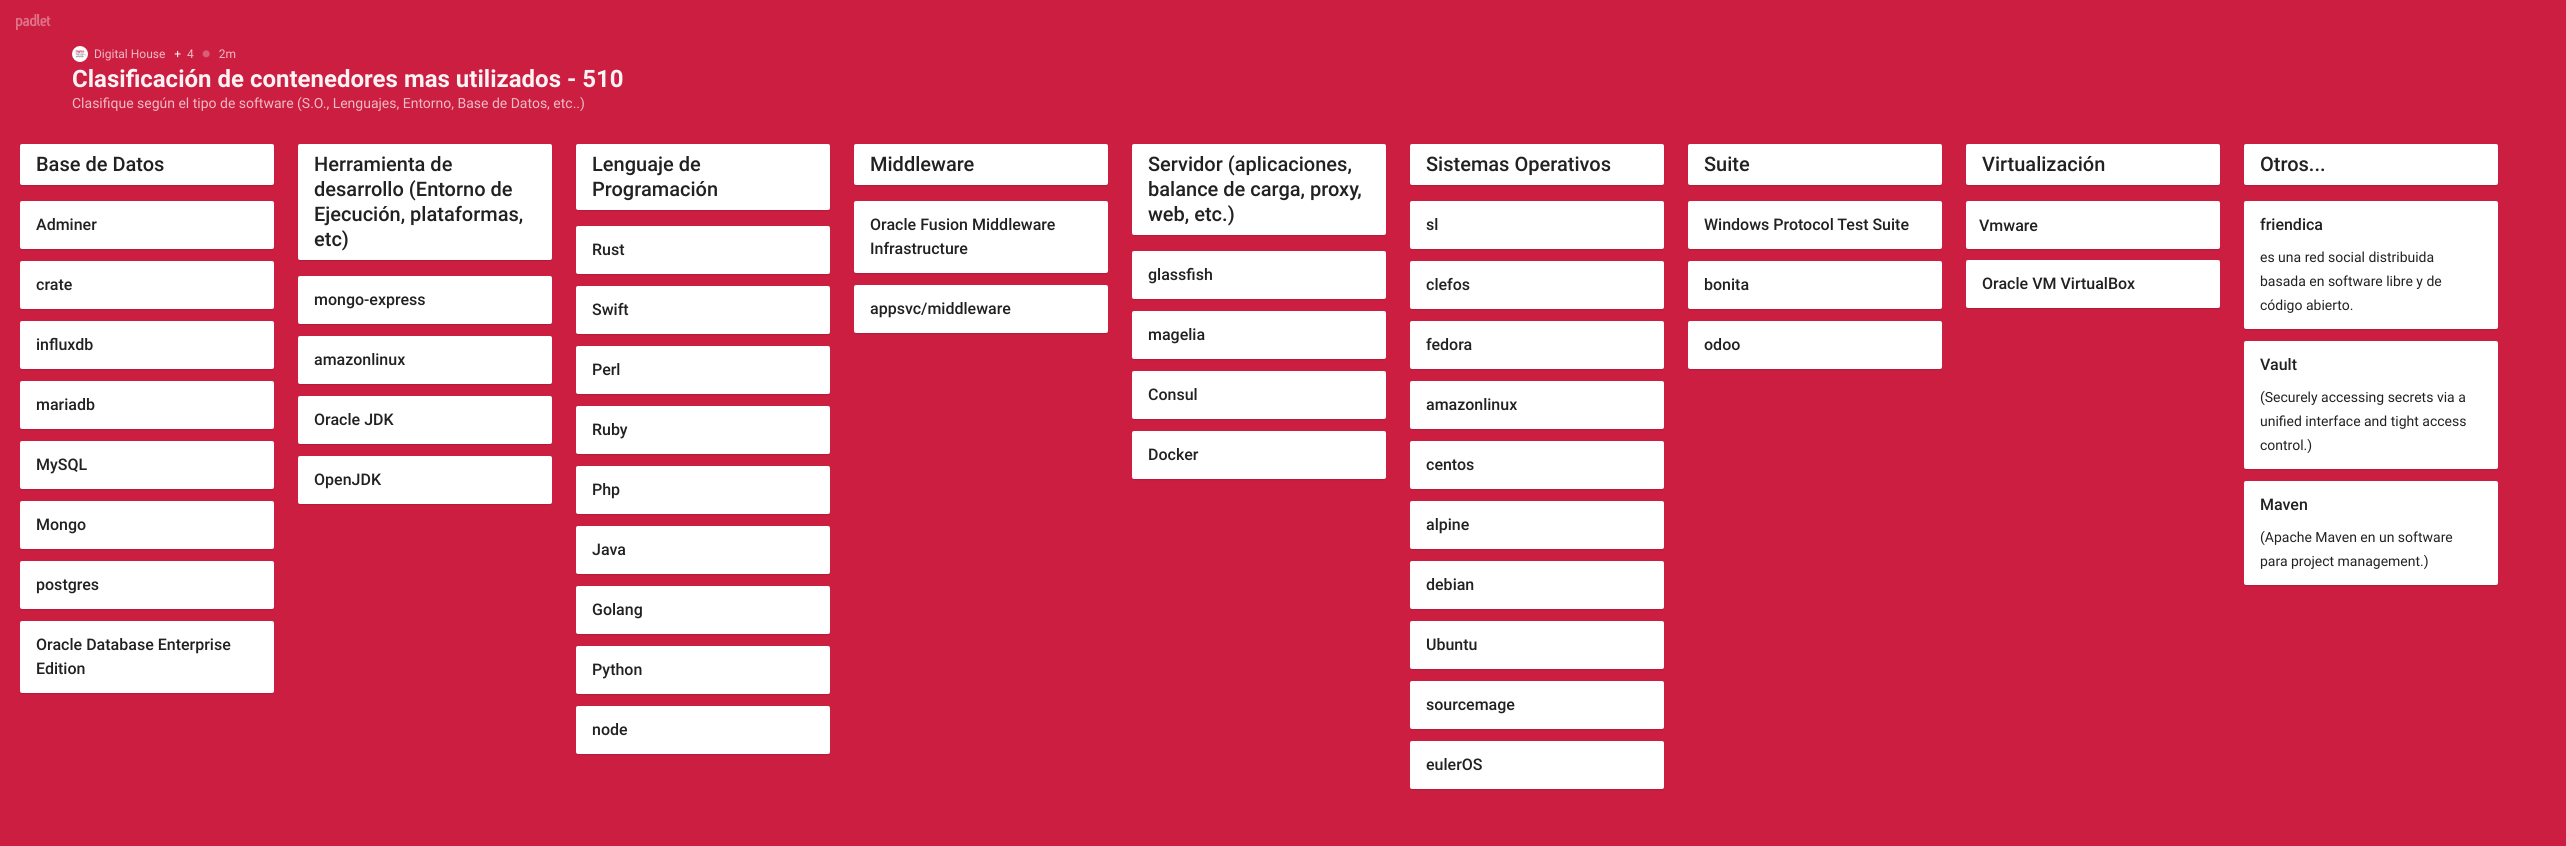 padlet
Digital House + 4 2m
Clasificación de contenedores mas utilizados - 510
Clasifique según el tipo de software (S.O., Lenguajes, Entorno, Base de Datos, etc..)
Base de Datos
Adminer
crate
influxdb
mariadb
MySQL
Mongo
postgres
Oracle Database Enterprise
Edition
Herramienta de
desarrollo (Entorno de
Ejecución, plataformas,
etc)
mongo-express
amazonlinux
Oracle JDK
OpenJDK
Lenguaje de
Programación
Rust
Swift
Perl
Ruby
Php
Java
Golang
Python
node
Middleware
Oracle Fusion Middleware
Infrastructure
appsvc/middleware
Servidor (aplicaciones,
balance de carga, proxy,
web, etc.)
glassfish
magelia
Consul
Docker
Sistemas Operativos
sl
clefos
fedora
amazonlinux
centos
alpine
debian
Ubuntu
sourcemage
eulerOS
Suite
Windows Protocol Test Suite
bonita
odoo
Virtualización
Vmware
Oracle VM VirtualBox
Otros...
friendica
es una red social distribuida
basada en software libre y de
código abierto.
Vault
(Securely accessing secrets via a
unified interface and tight access
control.)
Maven
(Apache Maven en un software
para project management.)